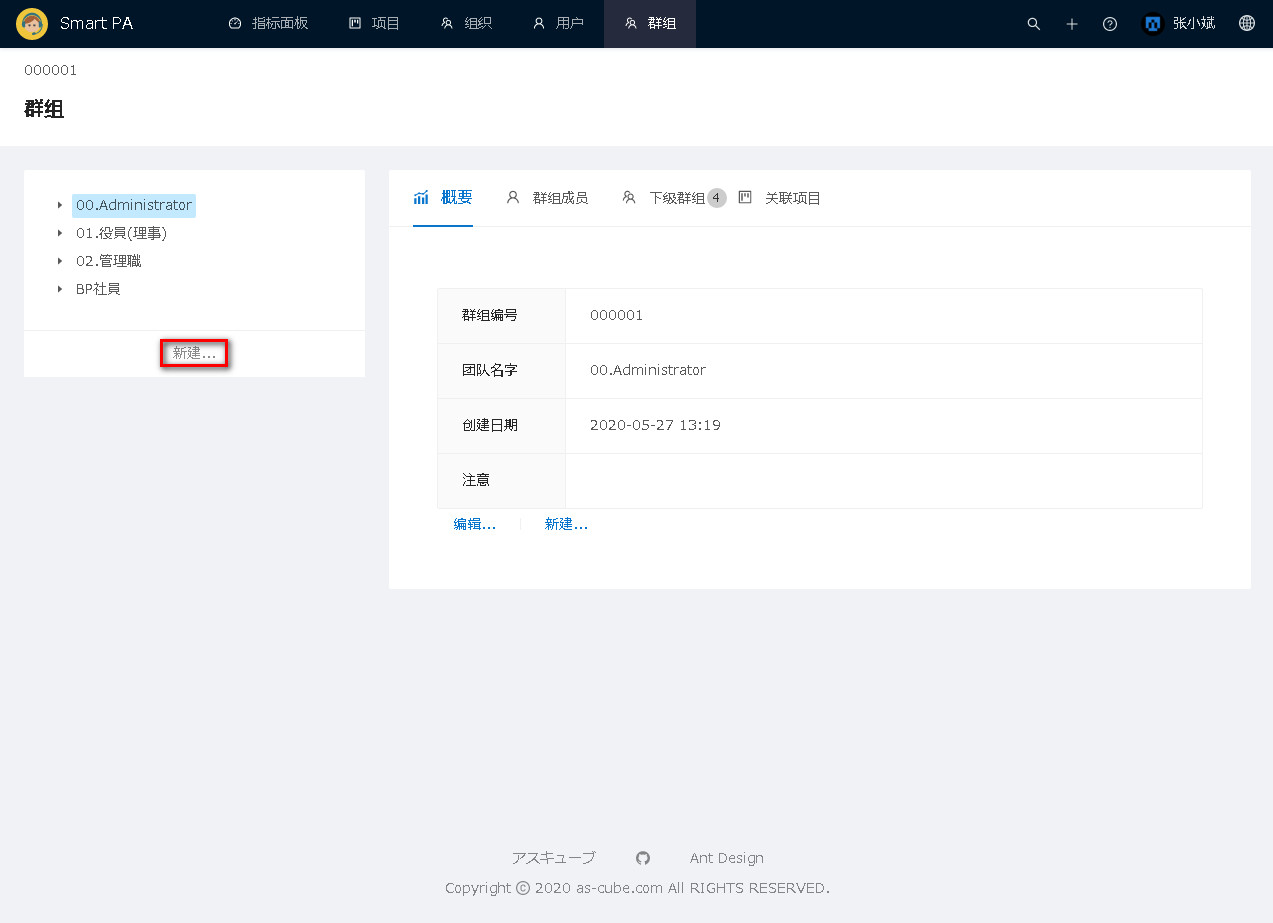 Smart PA 指标面板 项目 组织 用户 群组 张小斌
000001
群组
00.Administrator
01.役員(理事)
02.管理職
BP社員
新建...
概要 群组成员 下级群组 4 关联项目
群组编号 000001
团队名字 00.Administrator
创建日期 2020-05-27 13:19
注意
编辑... 新建...
アスキューブ Ant Design
Copyright © 2020 as-cube.com All RIGHTS RESERVED.